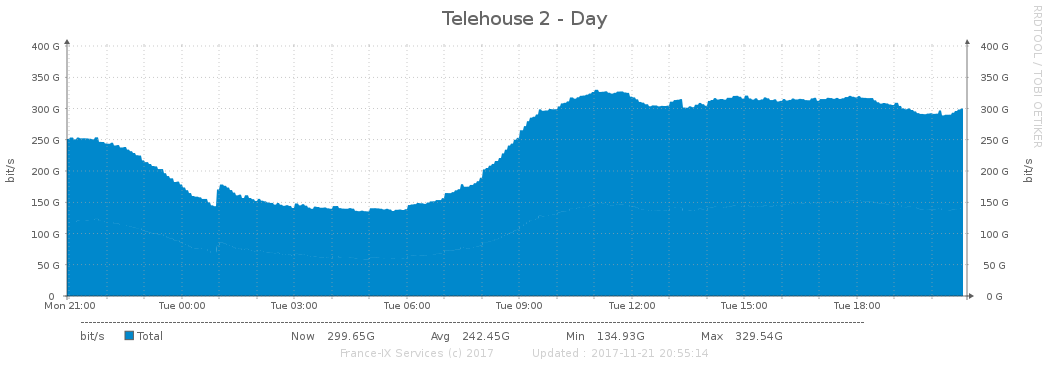 Telehouse 2 - Day
RRDTOOL / TOBI OETIKER
400 G 400 G
350 G 350 G
300 G 300 G
250 G 250 G
200 G 200 G
150 G 150 G
100 G 100 G
50 G 50 G
0 0 G
bit/s bit/s
Mon 21:00 Tue 00:00 Tue 03:00 Tue 06:00 Tue 09:00 Tue 12:00 Tue 15:00 Tue 18:00
bit/s Total Now 299.65G Avg 242.45G Min 134.93G Max 329.54G
France-IX Services (c) 2017 Updated : 2017-11-21 20:55:14